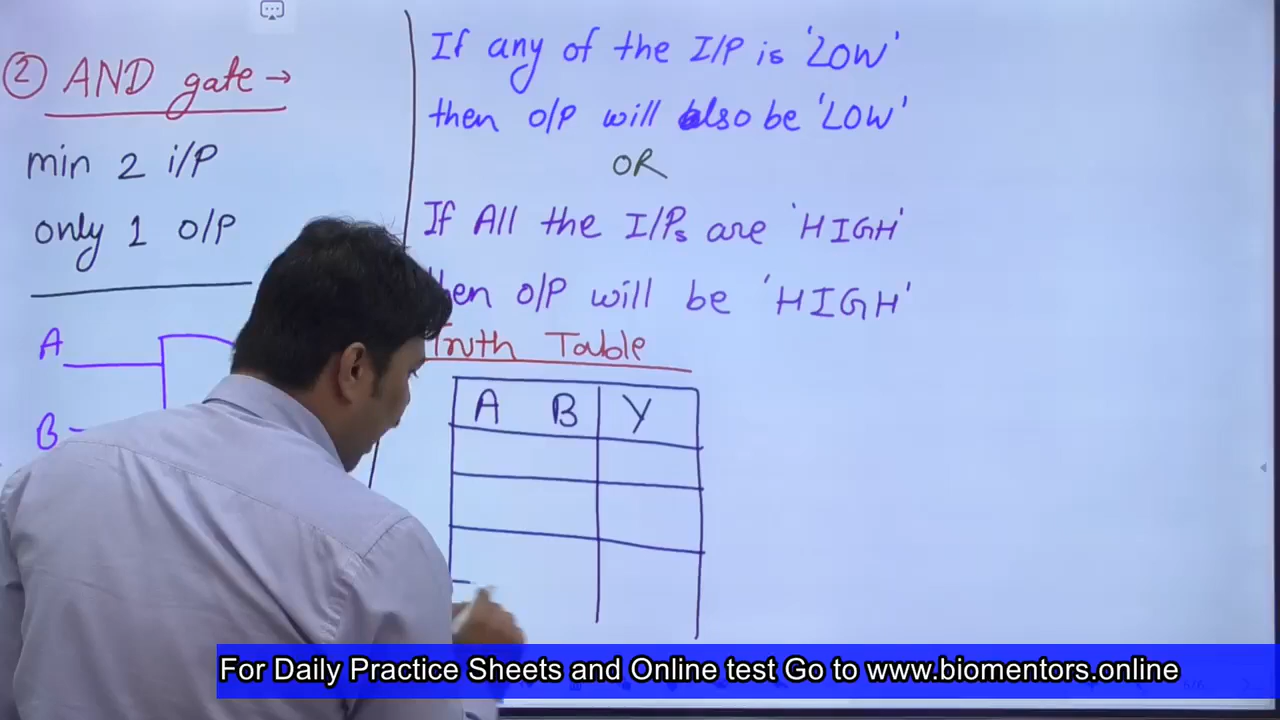 ② AND gate →
min 2 i/P
only 1 o/p
A
B
If any of the I/P is 'LOW'
then o/p will also be 'LOW'
OR
If All the I/Ps are 'HIGH'
then o/p will be 'HIGH'
Truth Table
A B Y
For Daily Practice Sheets and Online test Go to www.biomentors.online